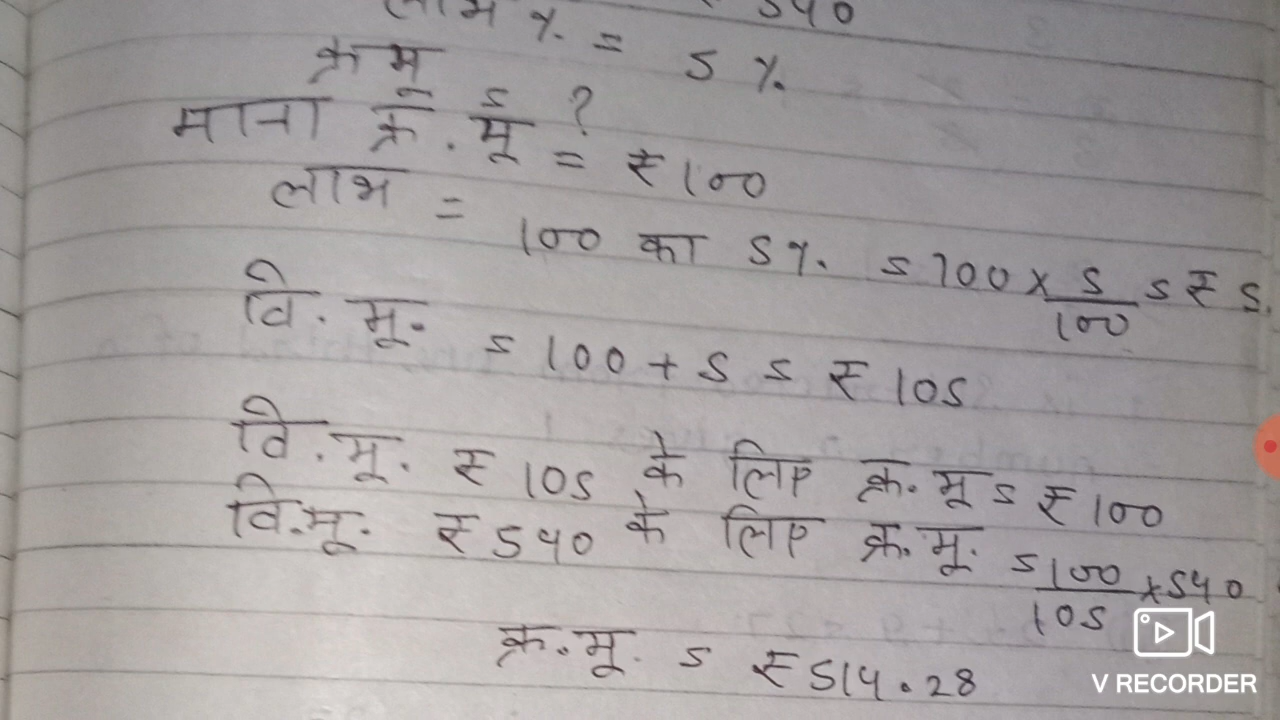 लाभ % = 5 %
540
क्र मू = ?
माना क्र. मू = ₹100
लाभ = 100 का 5% = 100 × 5/100 = ₹ 5
वि. मू. = 100 + 5 = ₹ 105
वि. मू. ₹ 105 के लिए क्र. मू = ₹ 100
वि. मू. ₹ 540 के लिए क्र. मू. = 100/105 × 540
क्र. मू. = ₹ 514.28
V RECORDER